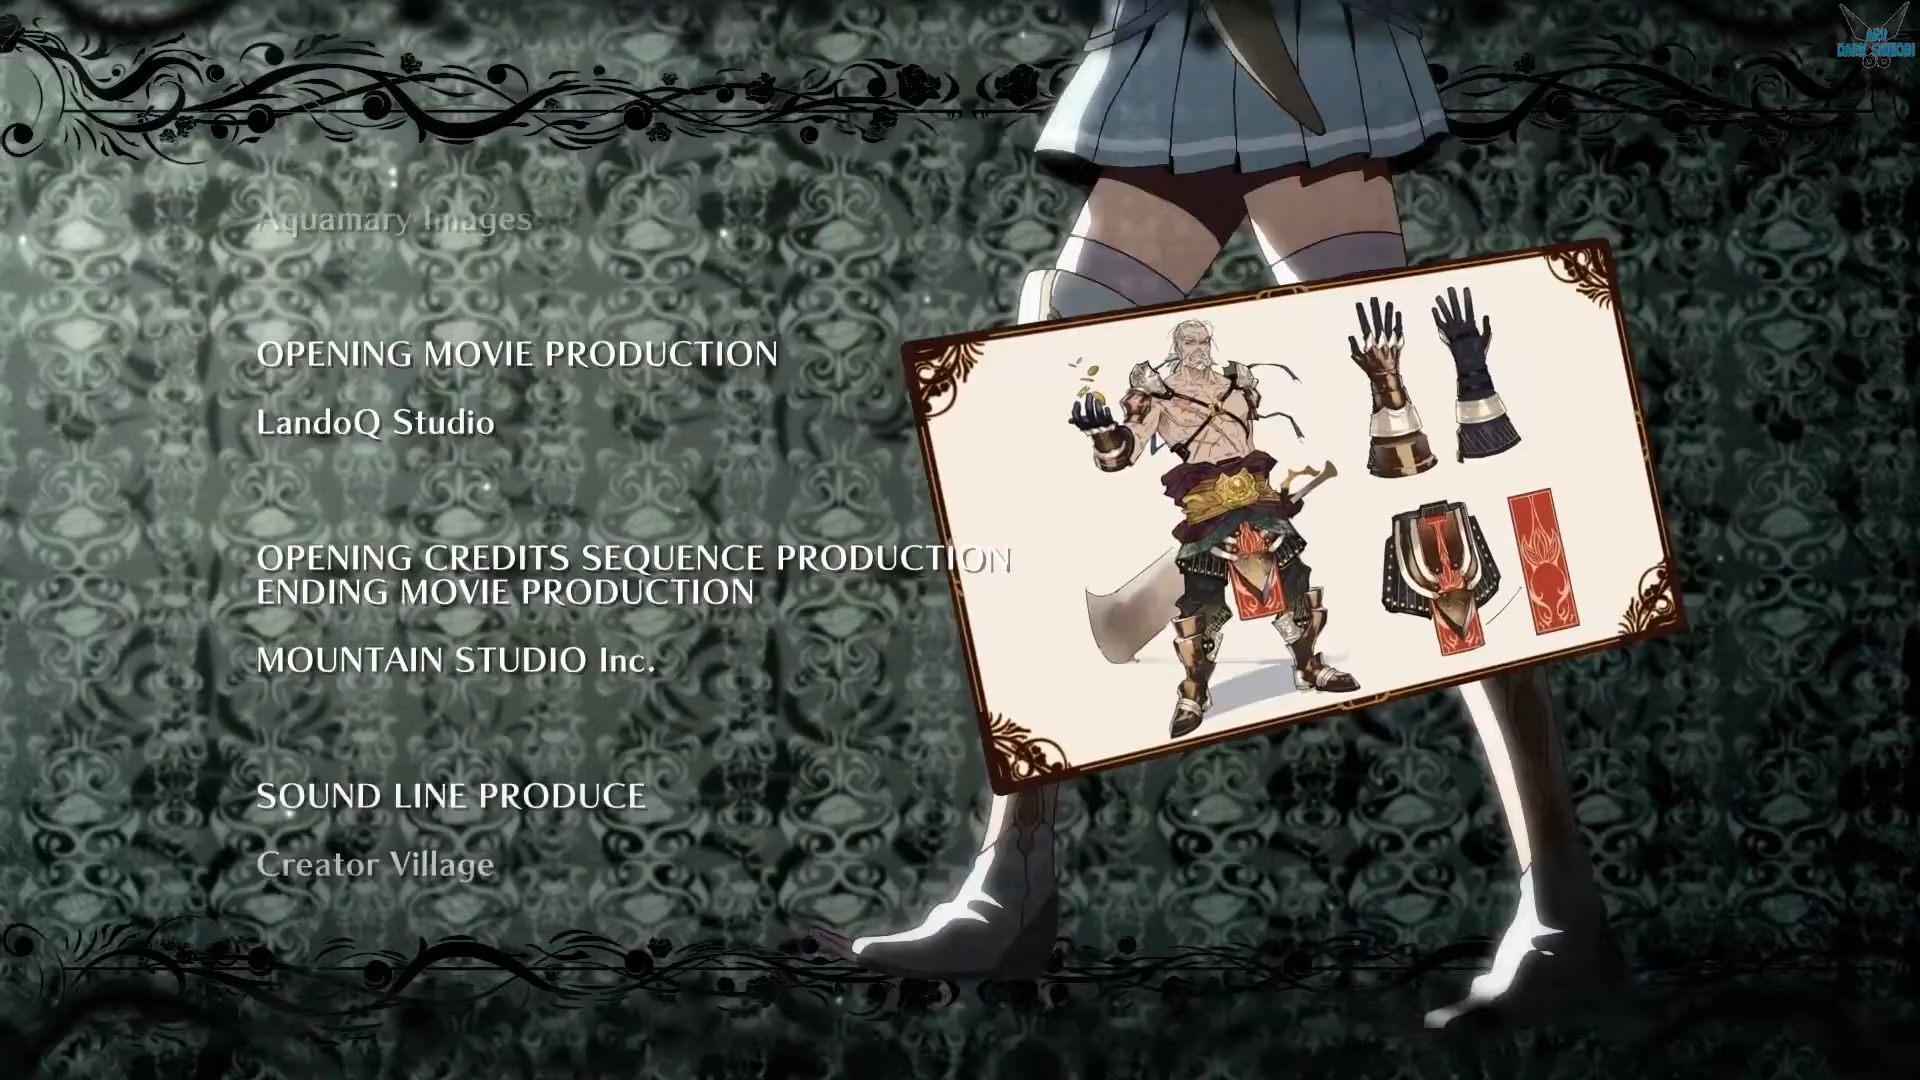 Aquamary Images
OPENING MOVIE PRODUCTION
LandoQ Studio
OPENING CREDITS SEQUENCE PRODUCTION
ENDING MOVIE PRODUCTION
MOUNTAIN STUDIO Inc.
SOUND LINE PRODUCE
Creator Village